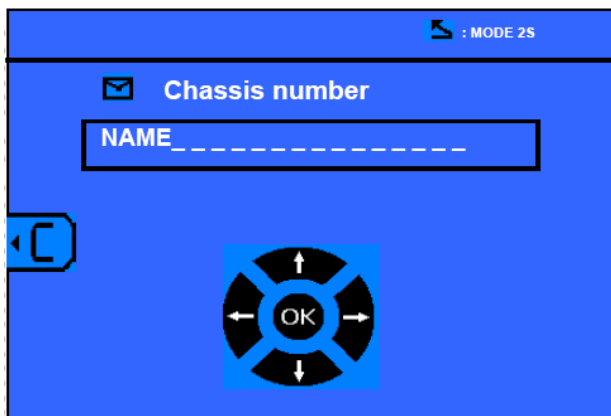 : MODE 2S
Chassis number
NAME_ _ _ _ _ _ _ _ _ _ _ _ _ _ _
OK